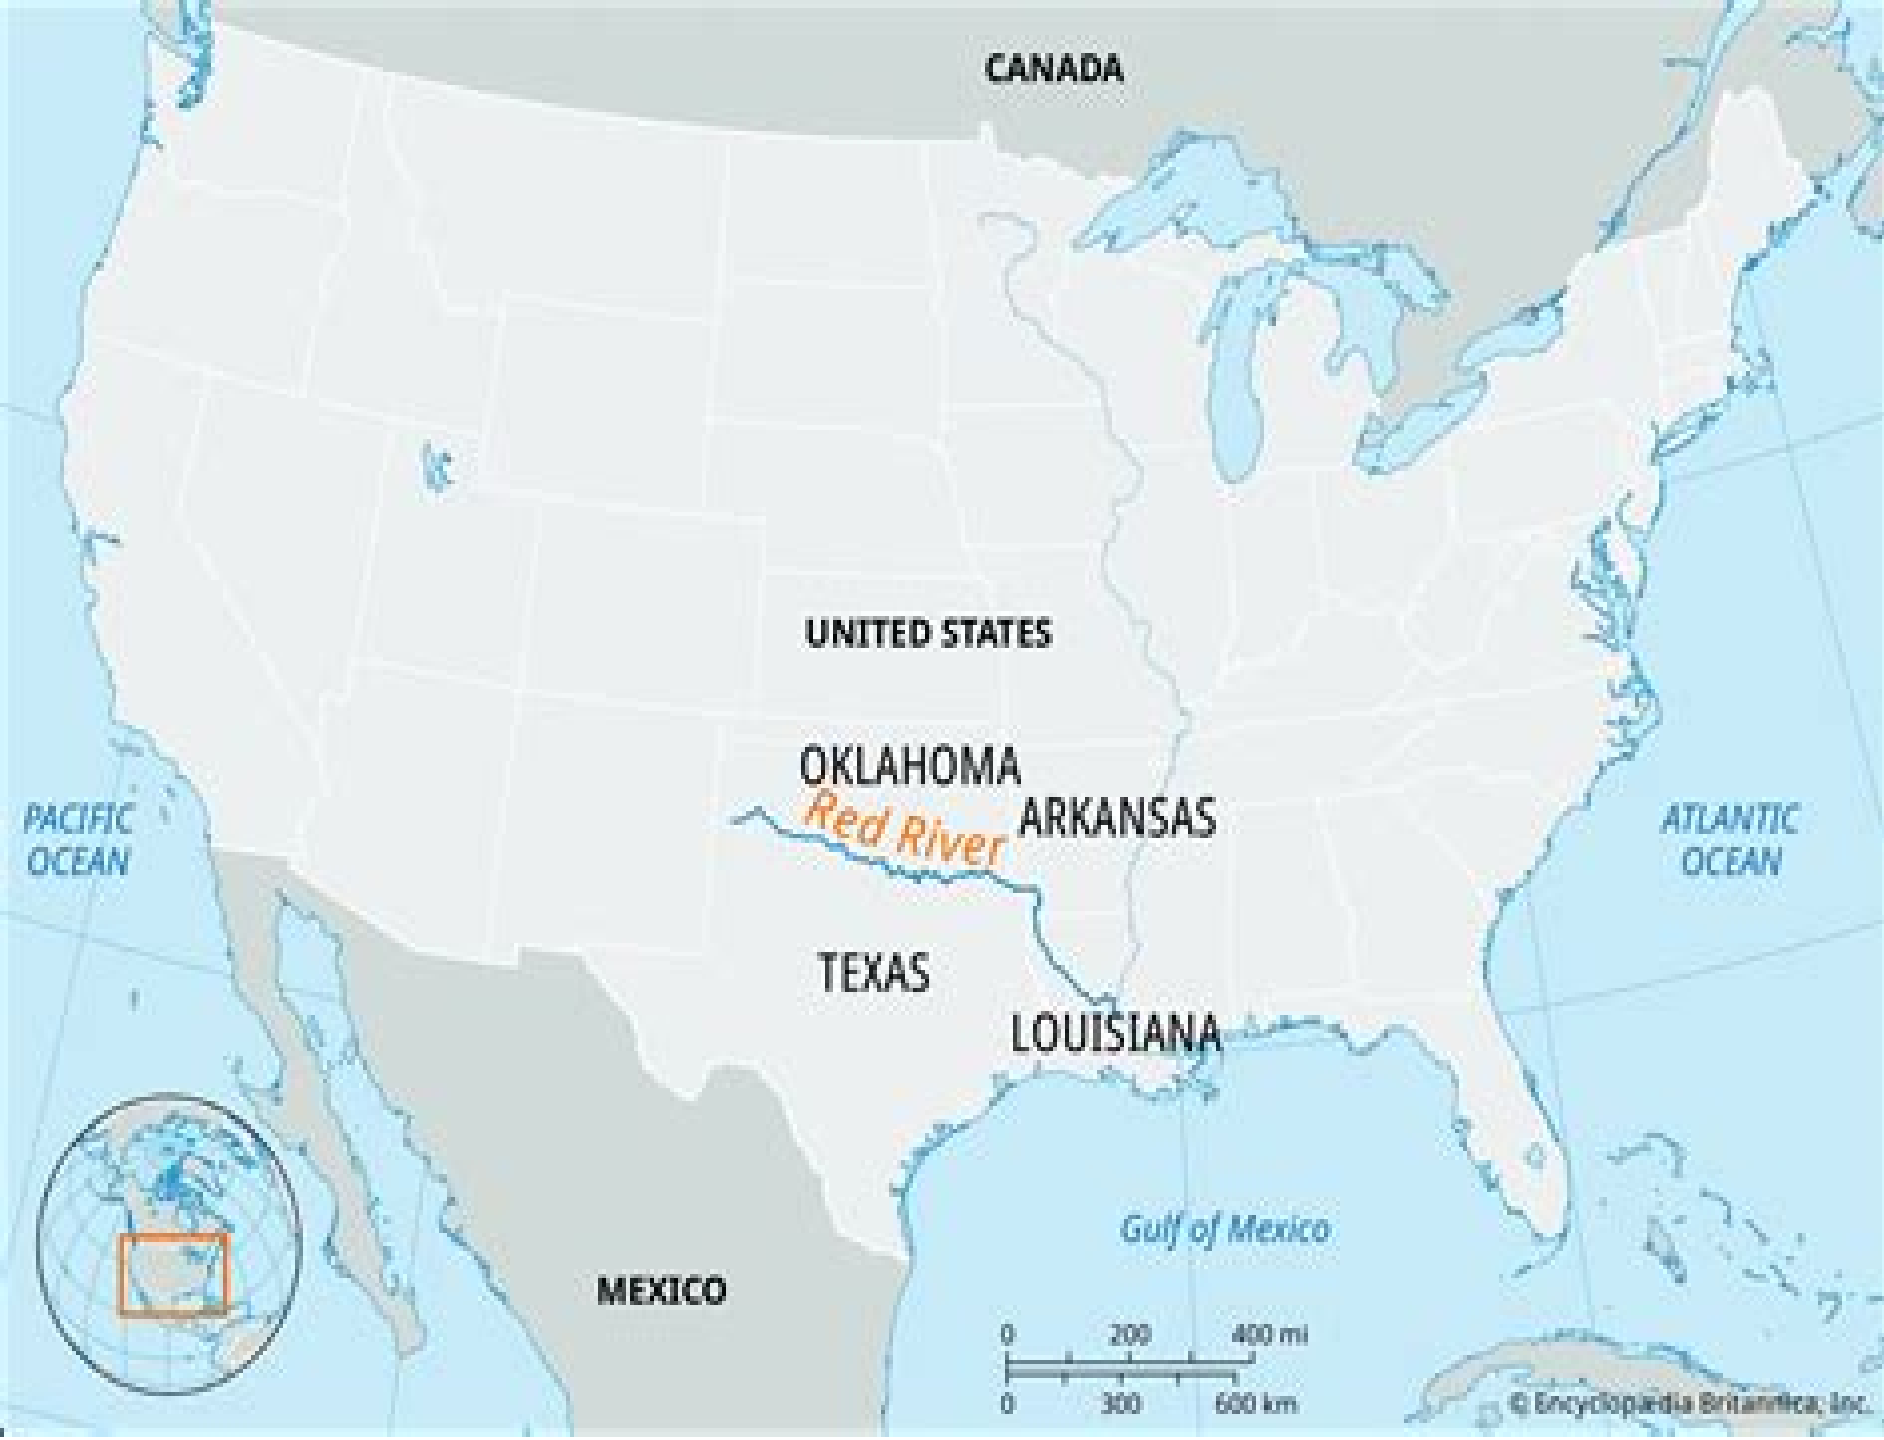 CANADA
UNITED STATES
OKLAHOMA
Red River
ARKANSAS
PACIFIC
OCEAN
ATLANTIC
OCEAN
TEXAS
LOUISIANA
Gulf of Mexico
MEXICO
0 200 400 mi
0 300 600 km
© Encyclopædia Britannica, Inc.